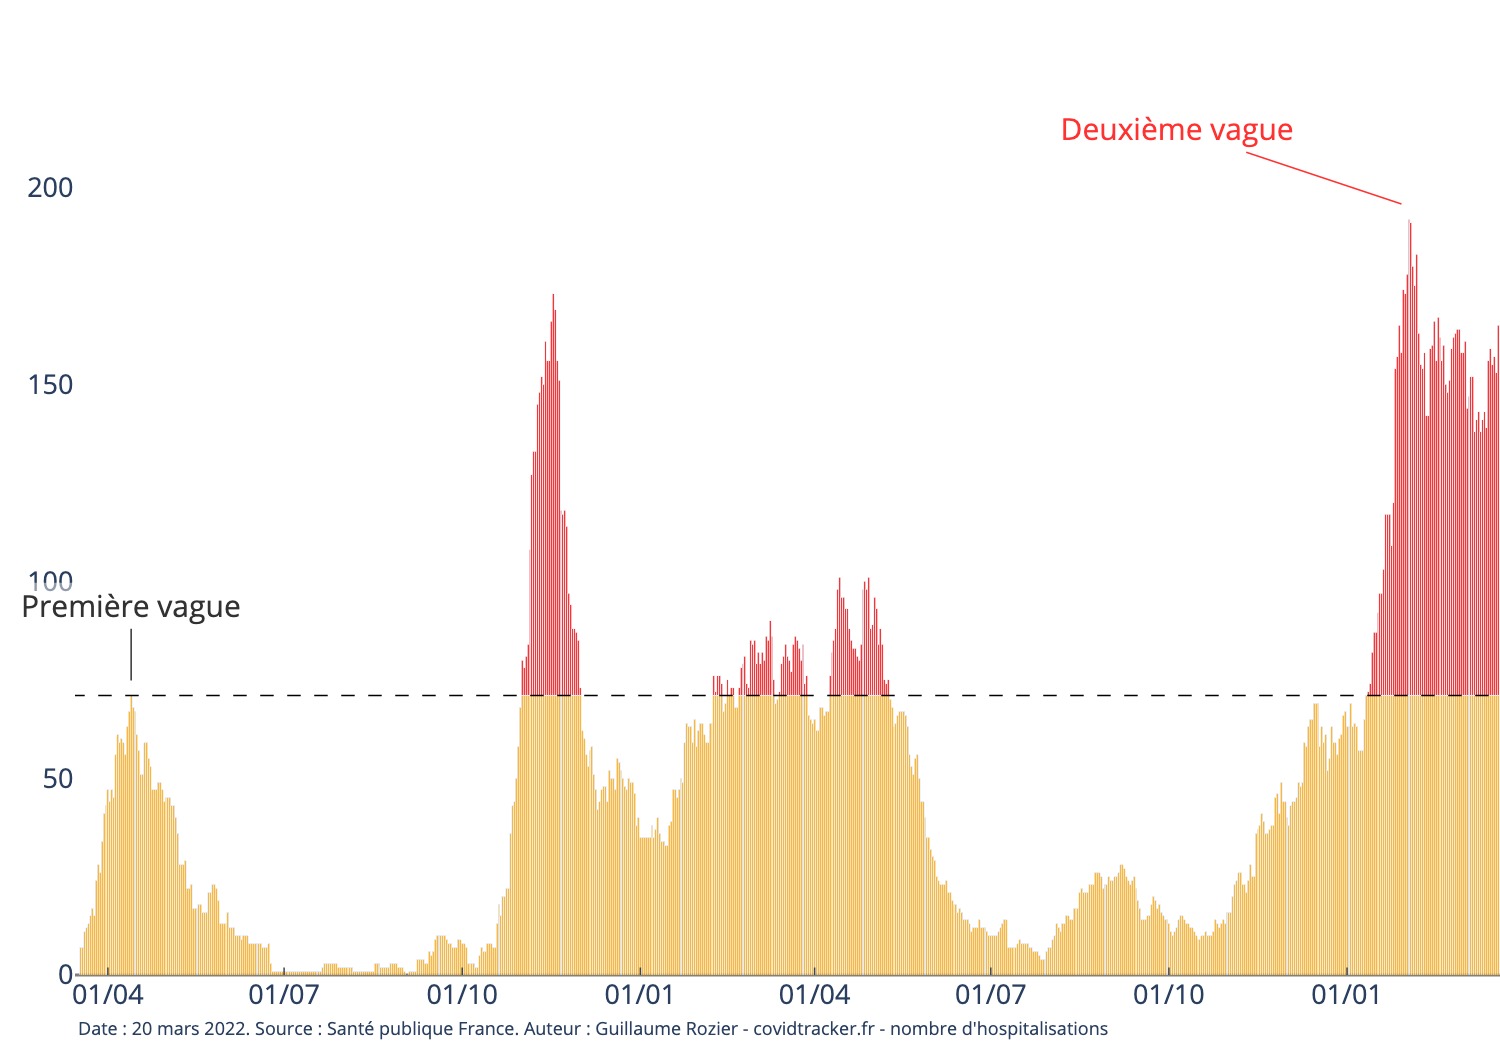 Deuxième vague
200
150
100
Première vague
50
0
01/04 01/07 01/10 01/01 01/04 01/07 01/10 01/01
Date : 20 mars 2022. Source : Santé publique France. Auteur : Guillaume Rozier - covidtracker.fr - nombre d'hospitalisations